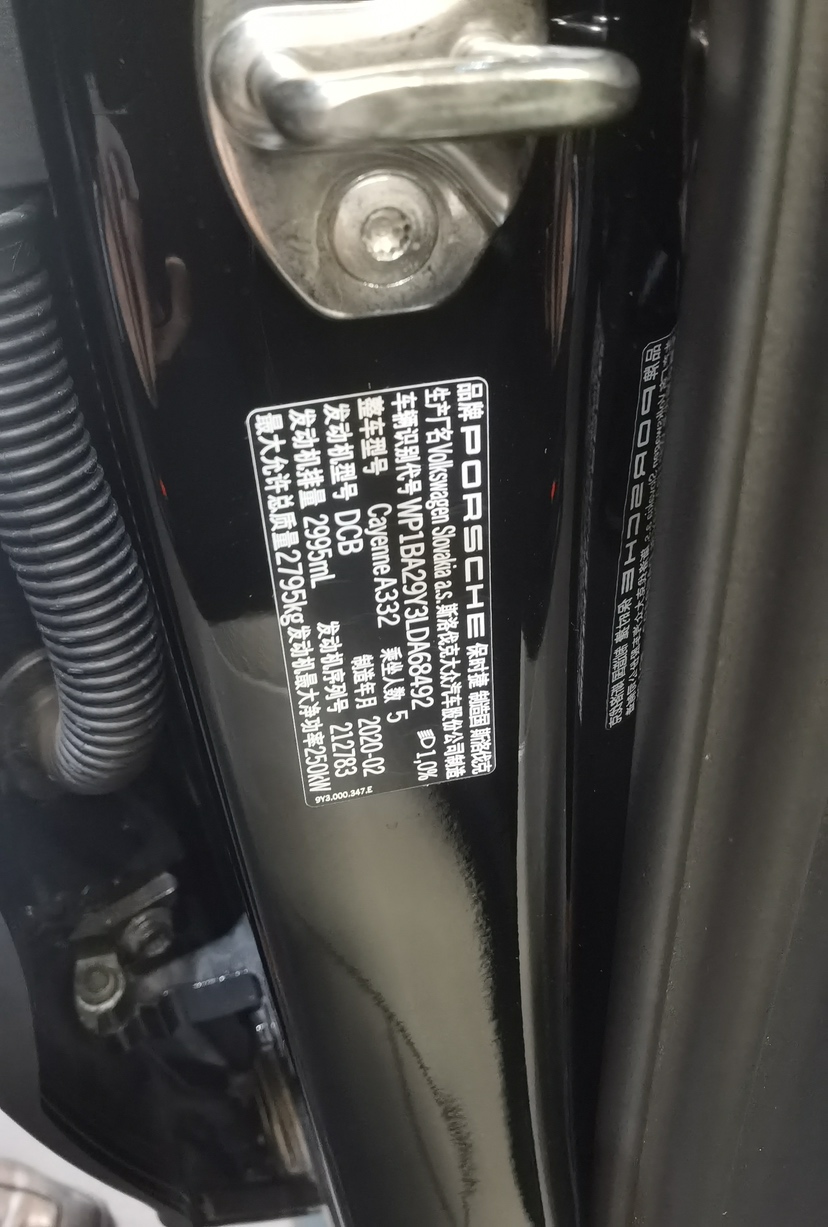 品牌 PORSCHE 保时捷 制造国 斯洛伐克
生产厂名 Volkswagen Slovakia a.s. 斯洛伐克大众汽车股份公司制造
车辆识别代号 WP1BA29Y3LDA68492 1,0%
整车型号 Cayenne A332 乘坐人数 5
发动机型号 DCB 制造年月 2020-02
发动机排量 2995mL 发动机序列号 212783
最大允许总质量 2795kg 发动机最大净功率 250KW
9Y3.000.347.E